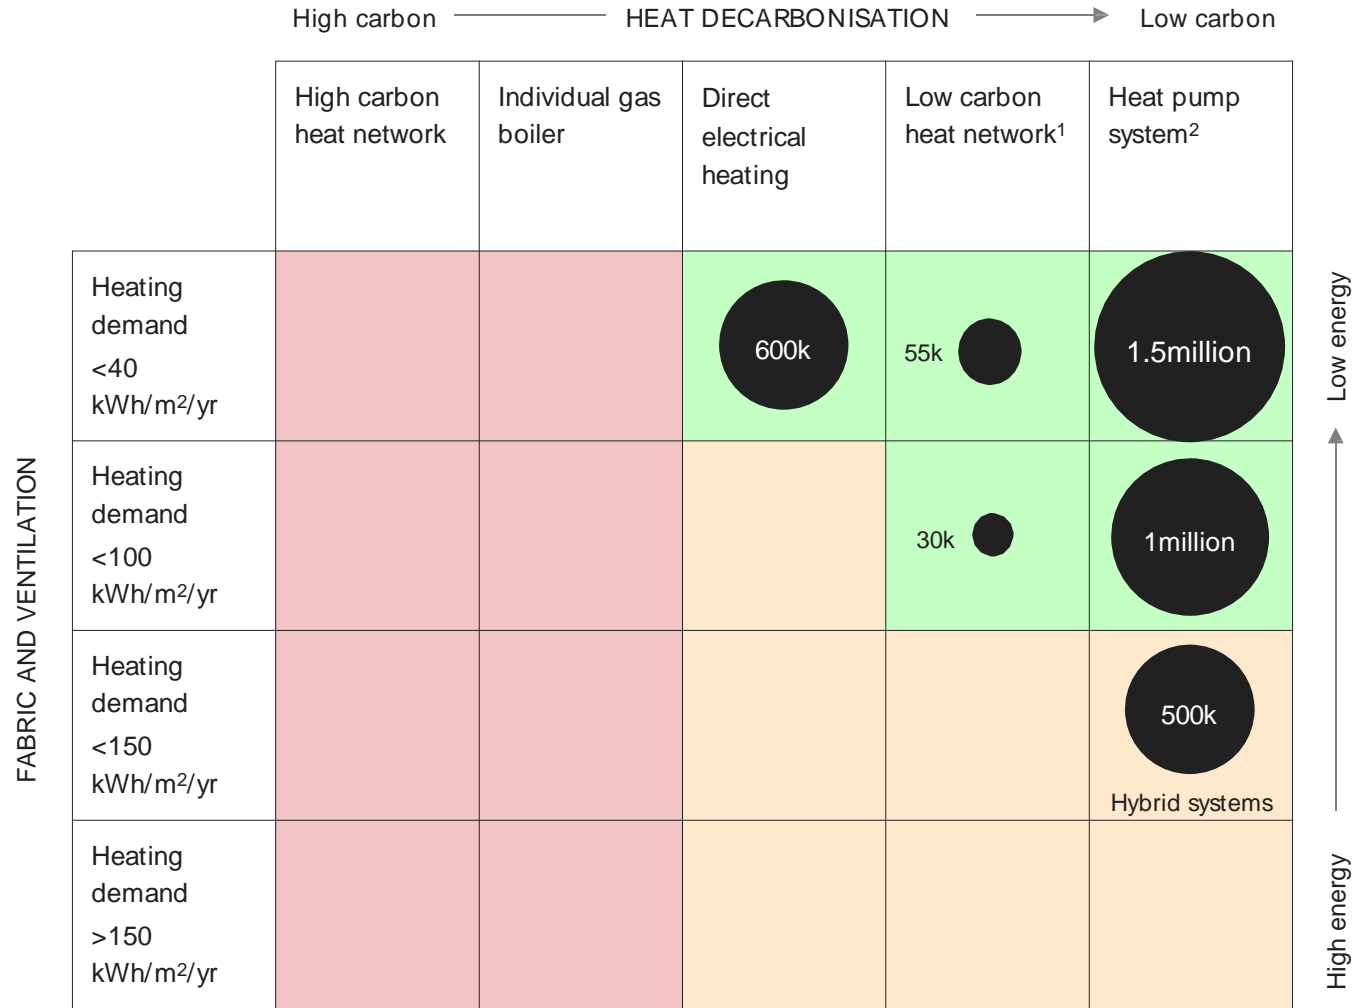 High carbon HEAT DECARBONISATION Low carbon
High carbon
heat network
Individual gas
boiler
Direct
electrical
heating
Low carbon
heat network¹
Heat pump
system²
FABRIC AND VENTILATION
Heating
demand
<40
kWh/m²/yr
600k
55k
1.5million
Heating
demand
<100
kWh/m²/yr
30k
1million
Heating
demand
<150
kWh/m²/yr
500k
Hybrid systems
Heating
demand
>150
kWh/m²/yr
Low energy
High energy